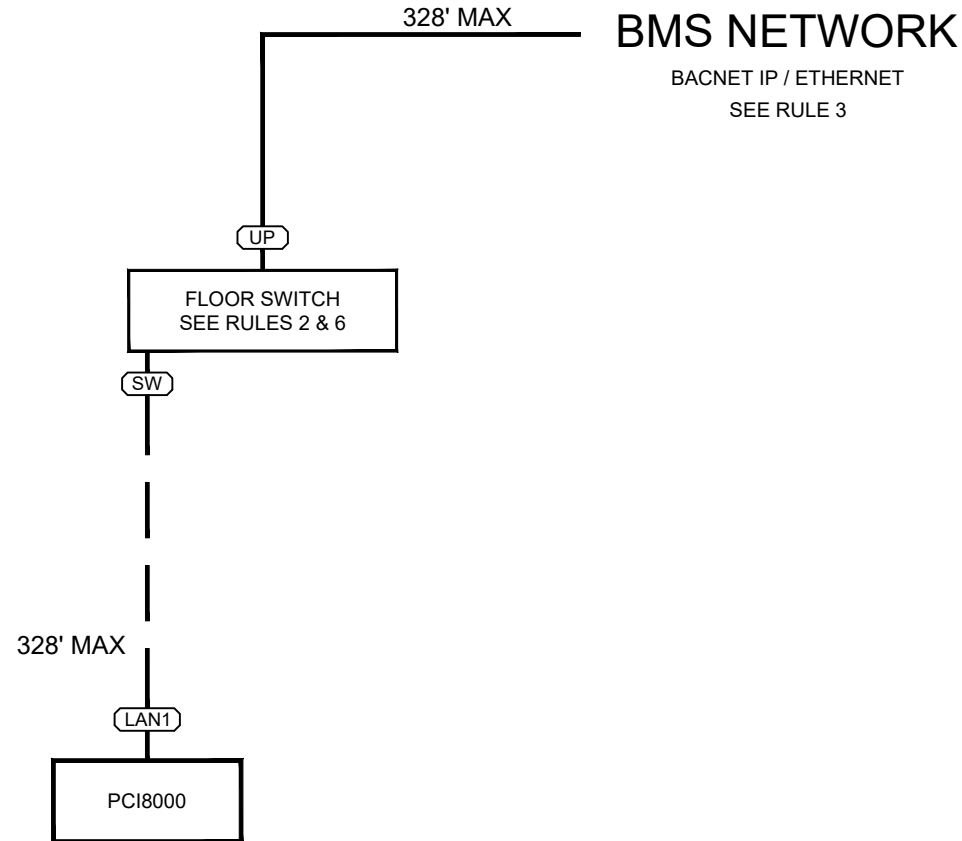 328' MAX
BMS NETWORK
BACNET IP / ETHERNET
SEE RULE 3
UP
FLOOR SWITCH
SEE RULES 2 & 6
SW
328' MAX
LAN1
PCI8000